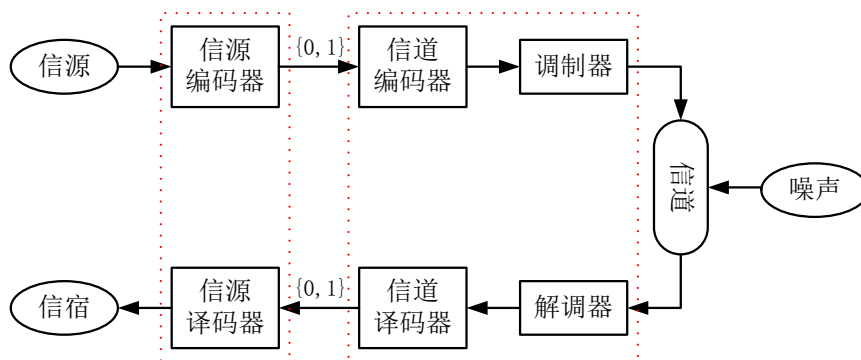 信源
信源
编码器
{0,1}
信道
编码器
调制器
信道
噪声
信宿
信源
译码器
{0,1}
信道
译码器
解调器